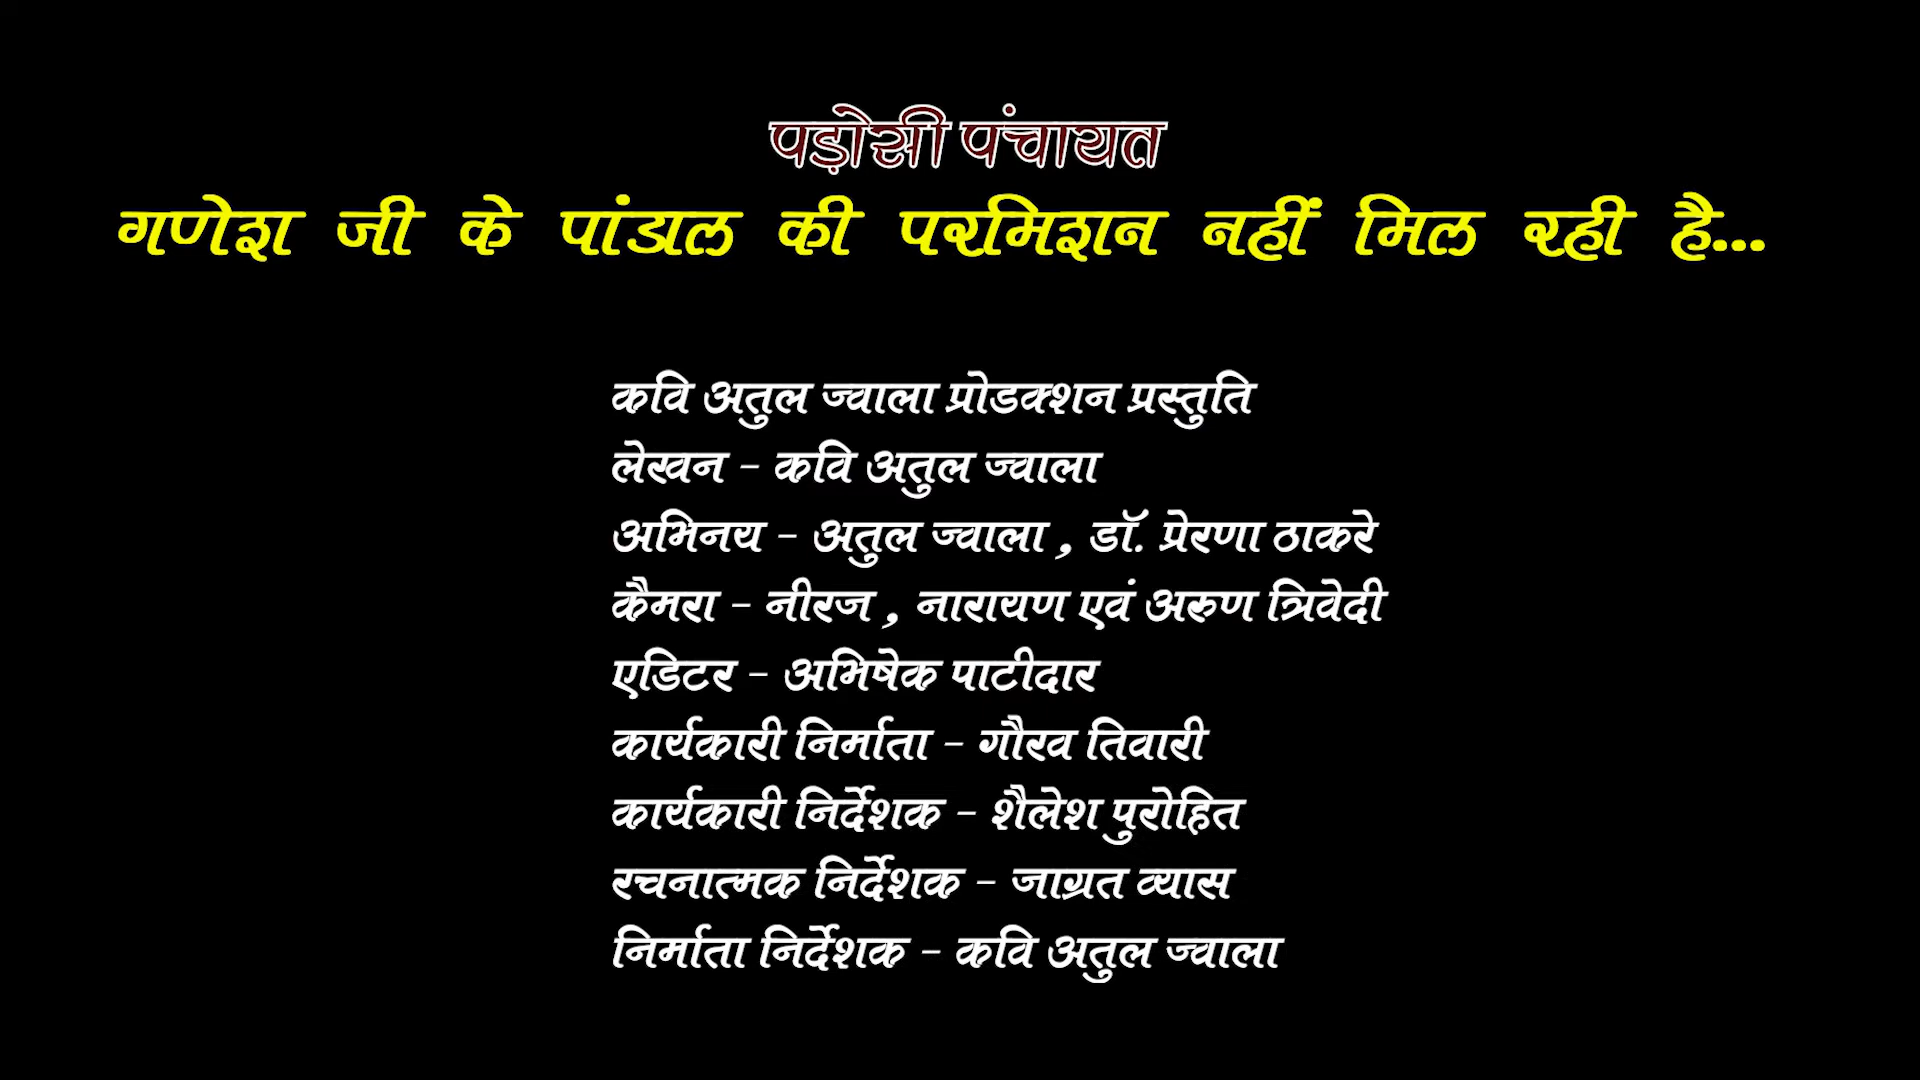 पड़ोसी पंचायत
गणेश जी के पांडाल की परमिशन नहीं मिल रही है...
कवि अतुल ज्वाला प्रोडक्शन प्रस्तुति
लेखन - कवि अतुल ज्वाला
अभिनय - अतुल ज्वाला , डॉ. प्रेरणा ठाकरे
कैमरा - नीरज , नारायण एवं अरुण त्रिवेदी
एडिटर - अभिषेक पाटीदार
कार्यकारी निर्माता - गौरव तिवारी
कार्यकारी निर्देशक - शैलेश पुरोहित
रचनात्मक निर्देशक - जाग्रत व्यास
निर्माता निर्देशक - कवि अतुल ज्वाला